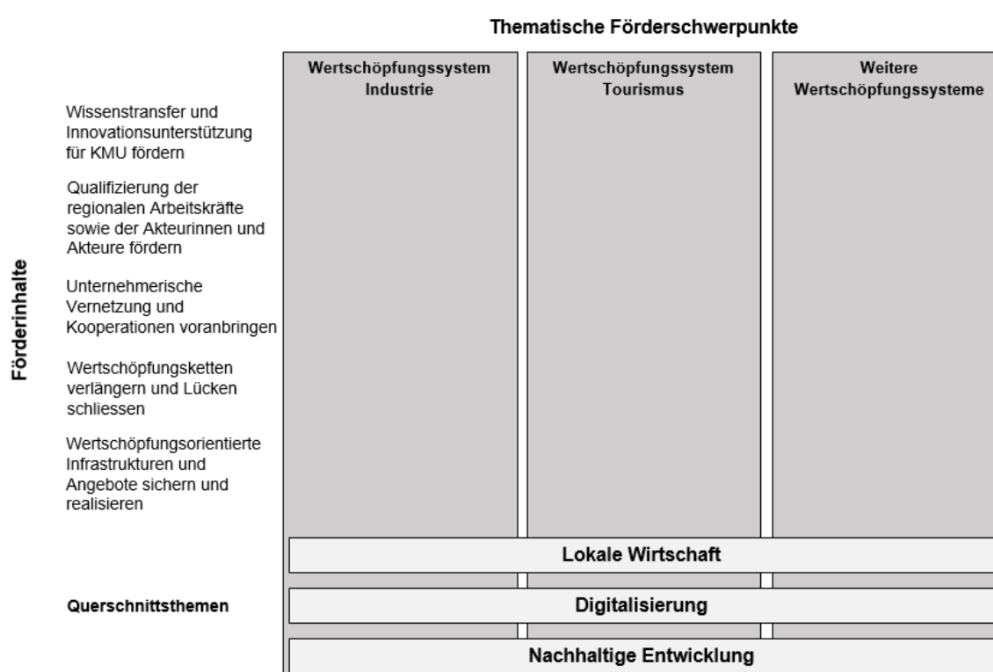 Thematische Förderschwerpunkte
Wertschöpfungssystem
Industrie
Wertschöpfungssystem
Tourismus
Weitere
Wertschöpfungssysteme
Förderinhalte
Wissenstransfer und
Innovationsunterstützung
für KMU fördern
Qualifizierung der
regionalen Arbeitskräfte
sowie der Akteurinnen und
Akteure fördern
Unternehmerische
Vernetzung und
Kooperationen voranbringen
Wertschöpfungsketten
verlängern und Lücken
schliessen
Wertschöpfungsorientierte
Infrastrukturen und
Angebote sichern und
realisieren
Querschnittsthemen
Lokale Wirtschaft
Digitalisierung
Nachhaltige Entwicklung